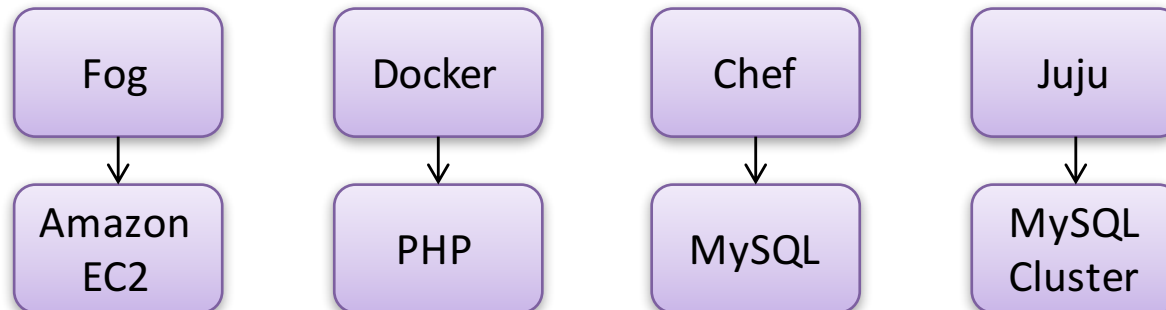 Fog
Docker
Chef
Juju
Amazon
EC2
PHP
MySQL
MySQL
Cluster